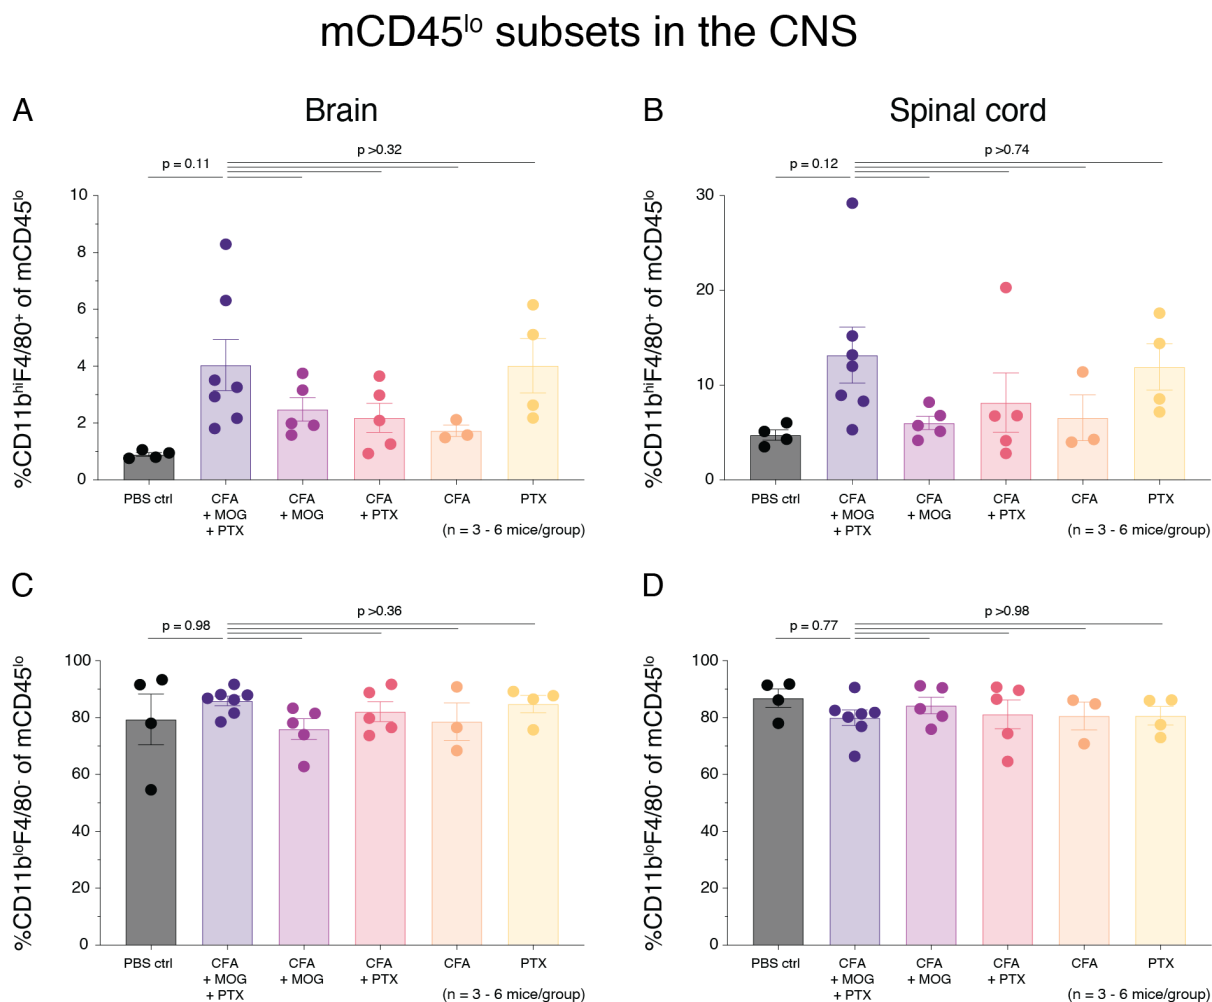 mCD45ˡᵒ subsets in the CNS
A
Brain
p = 0.11
p >0.32
%CD11bʰⁱF4/80⁺ of mCD45ˡᵒ
10
8
6
4
2
0
PBS ctrl
CFA
+ MOG
+ PTX
CFA
+ MOG
CFA
+ PTX
CFA
PTX
(n = 3 - 6 mice/group)
B
Spinal cord
p = 0.12
p >0.74
%CD11bʰⁱF4/80⁺ of mCD45ˡᵒ
30
20
10
0
PBS ctrl
CFA
+ MOG
+ PTX
CFA
+ MOG
CFA
+ PTX
CFA
PTX
(n = 3 - 6 mice/group)
C
p = 0.98
p >0.36
%CD11bˡᵒF4/80⁻ of mCD45ˡᵒ
100
80
60
40
20
0
PBS ctrl
CFA
+ MOG
+ PTX
CFA
+ MOG
CFA
+ PTX
CFA
PTX
(n = 3 - 6 mice/group)
D
p = 0.77
p >0.98
%CD11bˡᵒF4/80⁻ of mCD45ˡᵒ
100
80
60
40
20
0
PBS ctrl
CFA
+ MOG
+ PTX
CFA
+ MOG
CFA
+ PTX
CFA
PTX
(n = 3 - 6 mice/group)